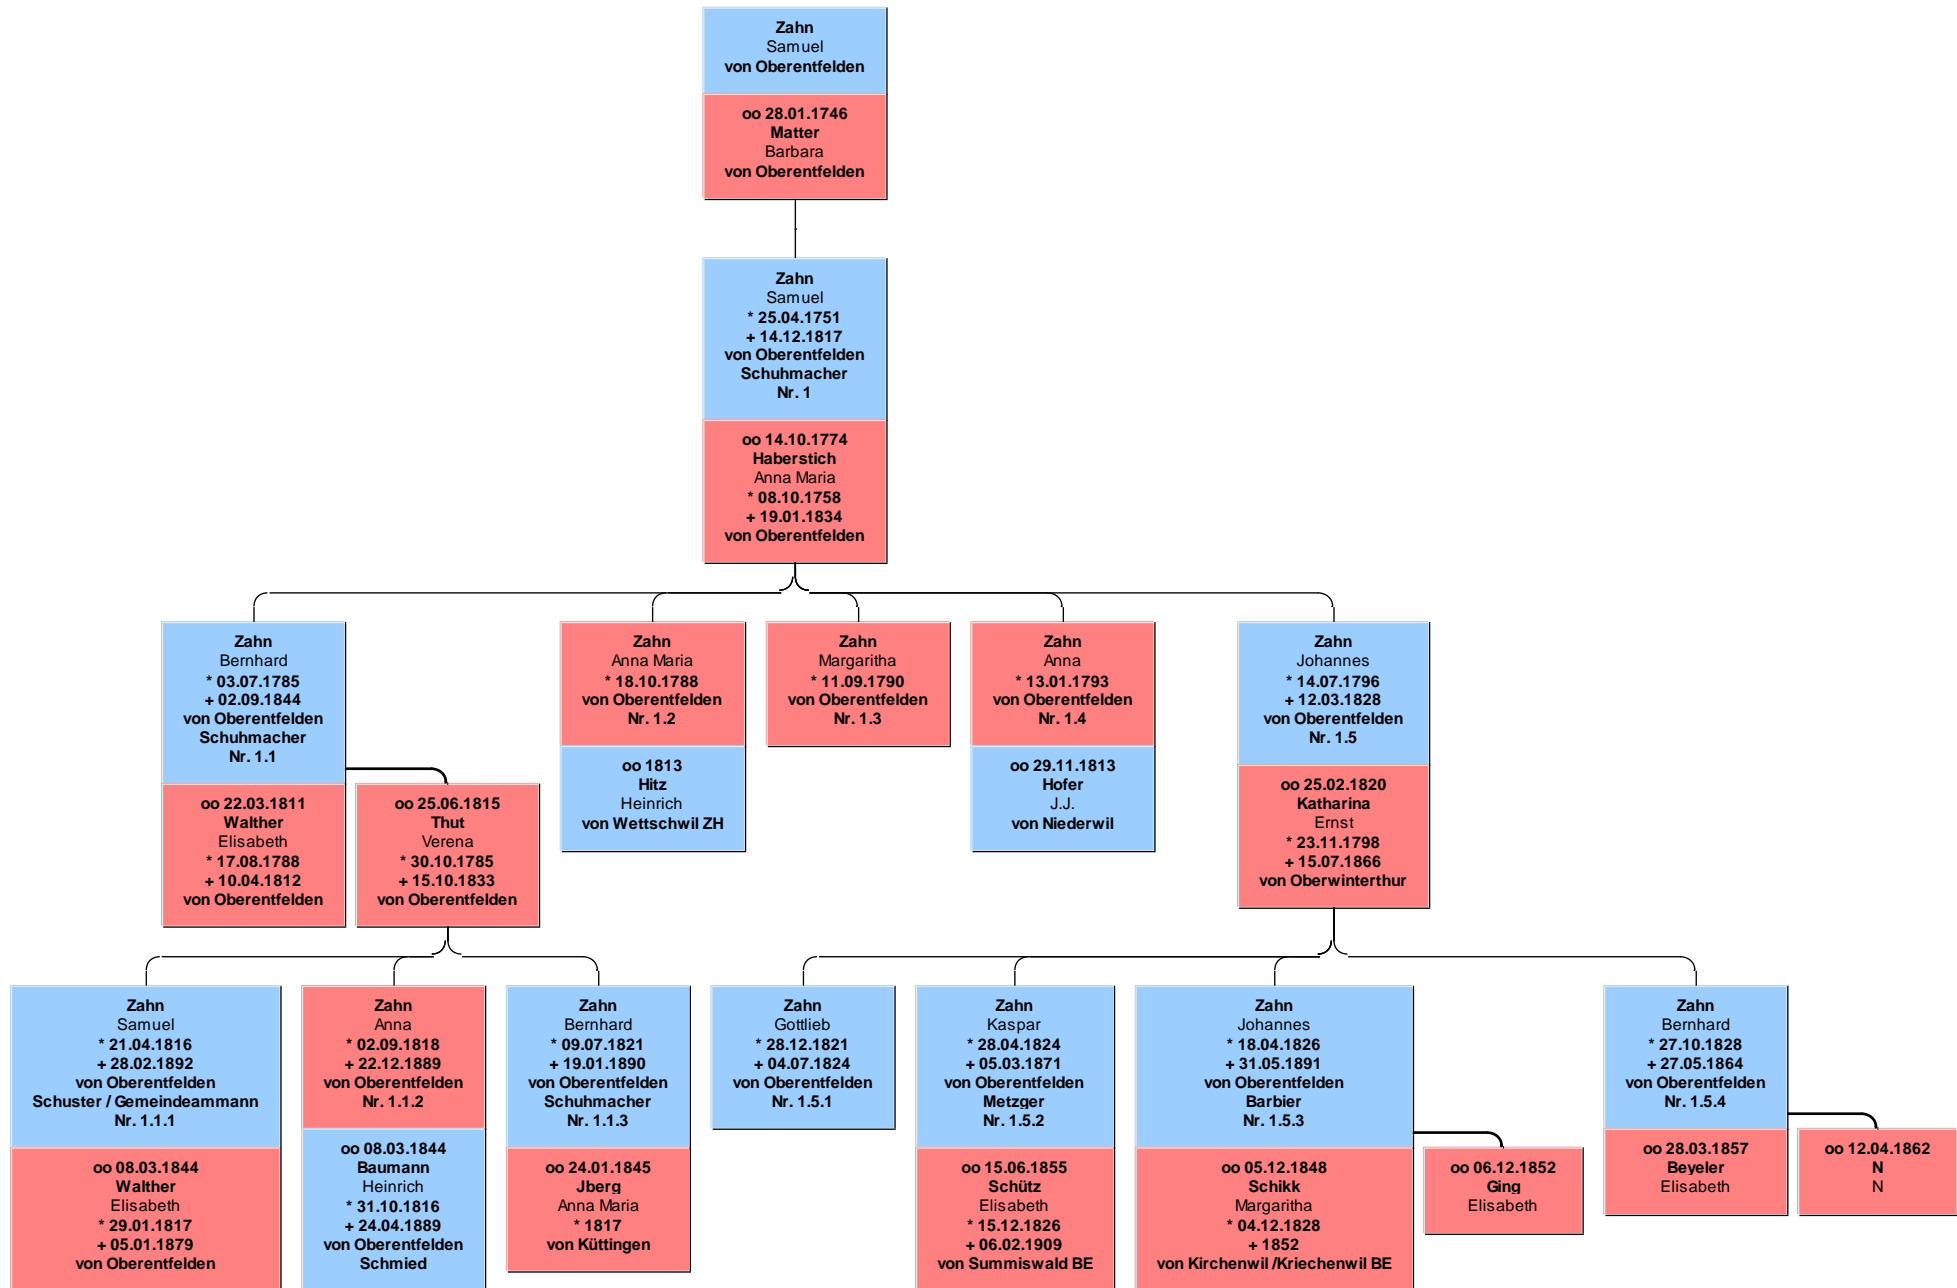 Zahn
Samuel
von Oberentfelden
oo 28.01.1746
Matter
Barbara
von Oberentfelden
Zahn
Samuel
* 25.04.1751
+ 14.12.1817
von Oberentfelden
Schuhmacher
Nr. 1
oo 14.10.1774
Haberstich
Anna Maria
* 08.10.1758
+ 19.01.1834
von Oberentfelden
Zahn
Bernhard
* 03.07.1785
+ 02.09.1844
von Oberentfelden
Schuhmacher
Nr. 1.1
oo 22.03.1811
Walther
Elisabeth
* 17.08.1788
+ 10.04.1812
von Oberentfelden
oo 25.06.1815
Thut
Verena
* 30.10.1785
+ 15.10.1833
von Oberentfelden
Zahn
Anna Maria
* 18.10.1788
von Oberentfelden
Nr. 1.2
oo 1813
Hitz
Heinrich
von Wettschwil ZH
Zahn
Margaritha
* 11.09.1790
von Oberentfelden
Nr. 1.3
Zahn
Anna
* 13.01.1793
von Oberentfelden
Nr. 1.4
oo 29.11.1813
Hofer
J.J.
von Niederwil
Zahn
Johannes
* 14.07.1796
+ 12.03.1828
von Oberentfelden
Nr. 1.5
oo 25.02.1820
Katharina
Ernst
* 23.11.1798
+ 15.07.1866
von Oberwinterthur
Zahn
Samuel
* 21.04.1816
+ 28.02.1892
von Oberentfelden
Schuster / Gemeindeammann
Nr. 1.1.1
oo 08.03.1844
Walther
Elisabeth
* 29.01.1817
+ 05.01.1879
von Oberentfelden
Zahn
Anna
* 02.09.1818
+ 22.12.1889
von Oberentfelden
Nr. 1.1.2
oo 08.03.1844
Baumann
Heinrich
* 31.10.1816
+ 24.04.1889
von Oberentfelden
Schmied
Zahn
Bernhard
* 09.07.1821
+ 19.01.1890
von Oberentfelden
Schuhmacher
Nr. 1.1.3
oo 24.01.1845
Jberg
Anna Maria
* 1817
von Küttingen
Zahn
Gottlieb
* 28.12.1821
+ 04.07.1824
von Oberentfelden
Nr. 1.5.1
Zahn
Kaspar
* 28.04.1824
+ 05.03.1871
von Oberentfelden
Metzger
Nr. 1.5.2
oo 15.06.1855
Schütz
Elisabeth
* 15.12.1826
+ 06.02.1909
von Summiswald BE
Zahn
Johannes
* 18.04.1826
+ 31.05.1891
von Oberentfelden
Barbier
Nr. 1.5.3
oo 05.12.1848
Schikk
Margaritha
* 04.12.1828
+ 1852
von Kirchenwil /Kriechenwil BE
oo 06.12.1852
Ging
Elisabeth
Zahn
Bernhard
* 27.10.1828
+ 27.05.1864
von Oberentfelden
Nr. 1.5.4
oo 28.03.1857
Beyeler
Elisabeth
oo 12.04.1862
N
N